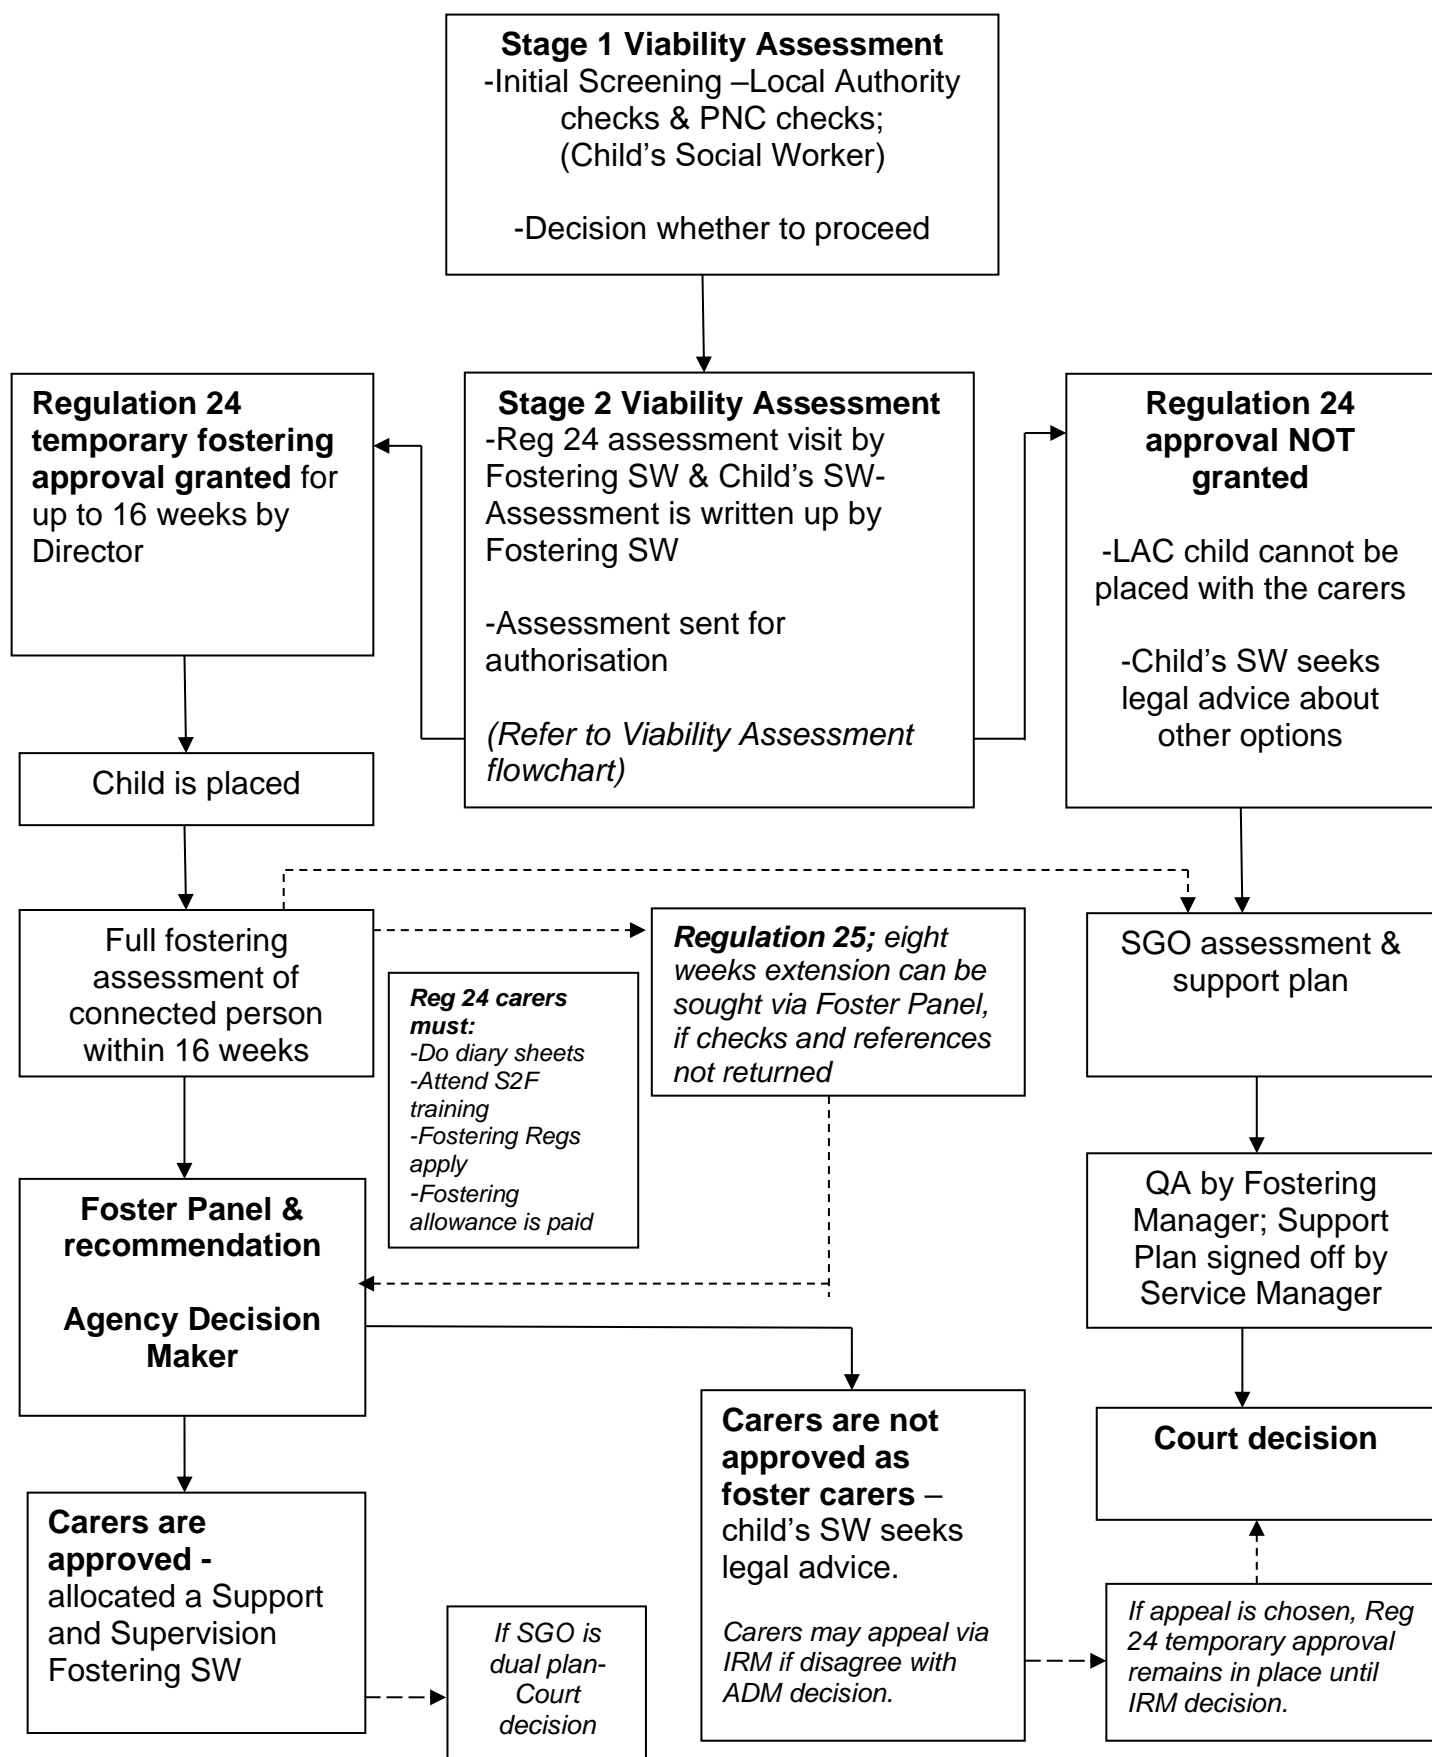 Stage 1 Viability Assessment
-Initial Screening –Local Authority
checks & PNC checks;
(Child’s Social Worker)
-Decision whether to proceed
Regulation 24
temporary fostering
approval granted for
up to 16 weeks by
Director
Stage 2 Viability Assessment
-Reg 24 assessment visit by
Fostering SW & Child’s SW-
Assessment is written up by
Fostering SW
-Assessment sent for
authorisation
(Refer to Viability Assessment
flowchart)
Regulation 24
approval NOT
granted
-LAC child cannot be
placed with the carers
-Child’s SW seeks
legal advice about
other options
Child is placed
Full fostering
assessment of
connected person
within 16 weeks
Reg 24 carers
must:
-Do diary sheets
-Attend S2F
training
-Fostering Regs
apply
-Fostering
allowance is paid
Regulation 25; eight
weeks extension can be
sought via Foster Panel,
if checks and references
not returned
SGO assessment &
support plan
Foster Panel &
recommendation
Agency Decision
Maker
QA by Fostering
Manager; Support
Plan signed off by
Service Manager
Carers are
approved -
allocated a Support
and Supervision
Fostering SW
If SGO is
dual plan-
Court
decision
Carers are not
approved as
foster carers –
child’s SW seeks
legal advice.
Carers may appeal via
IRM if disagree with
ADM decision.
Court decision
If appeal is chosen, Reg
24 temporary approval
remains in place until
IRM decision.